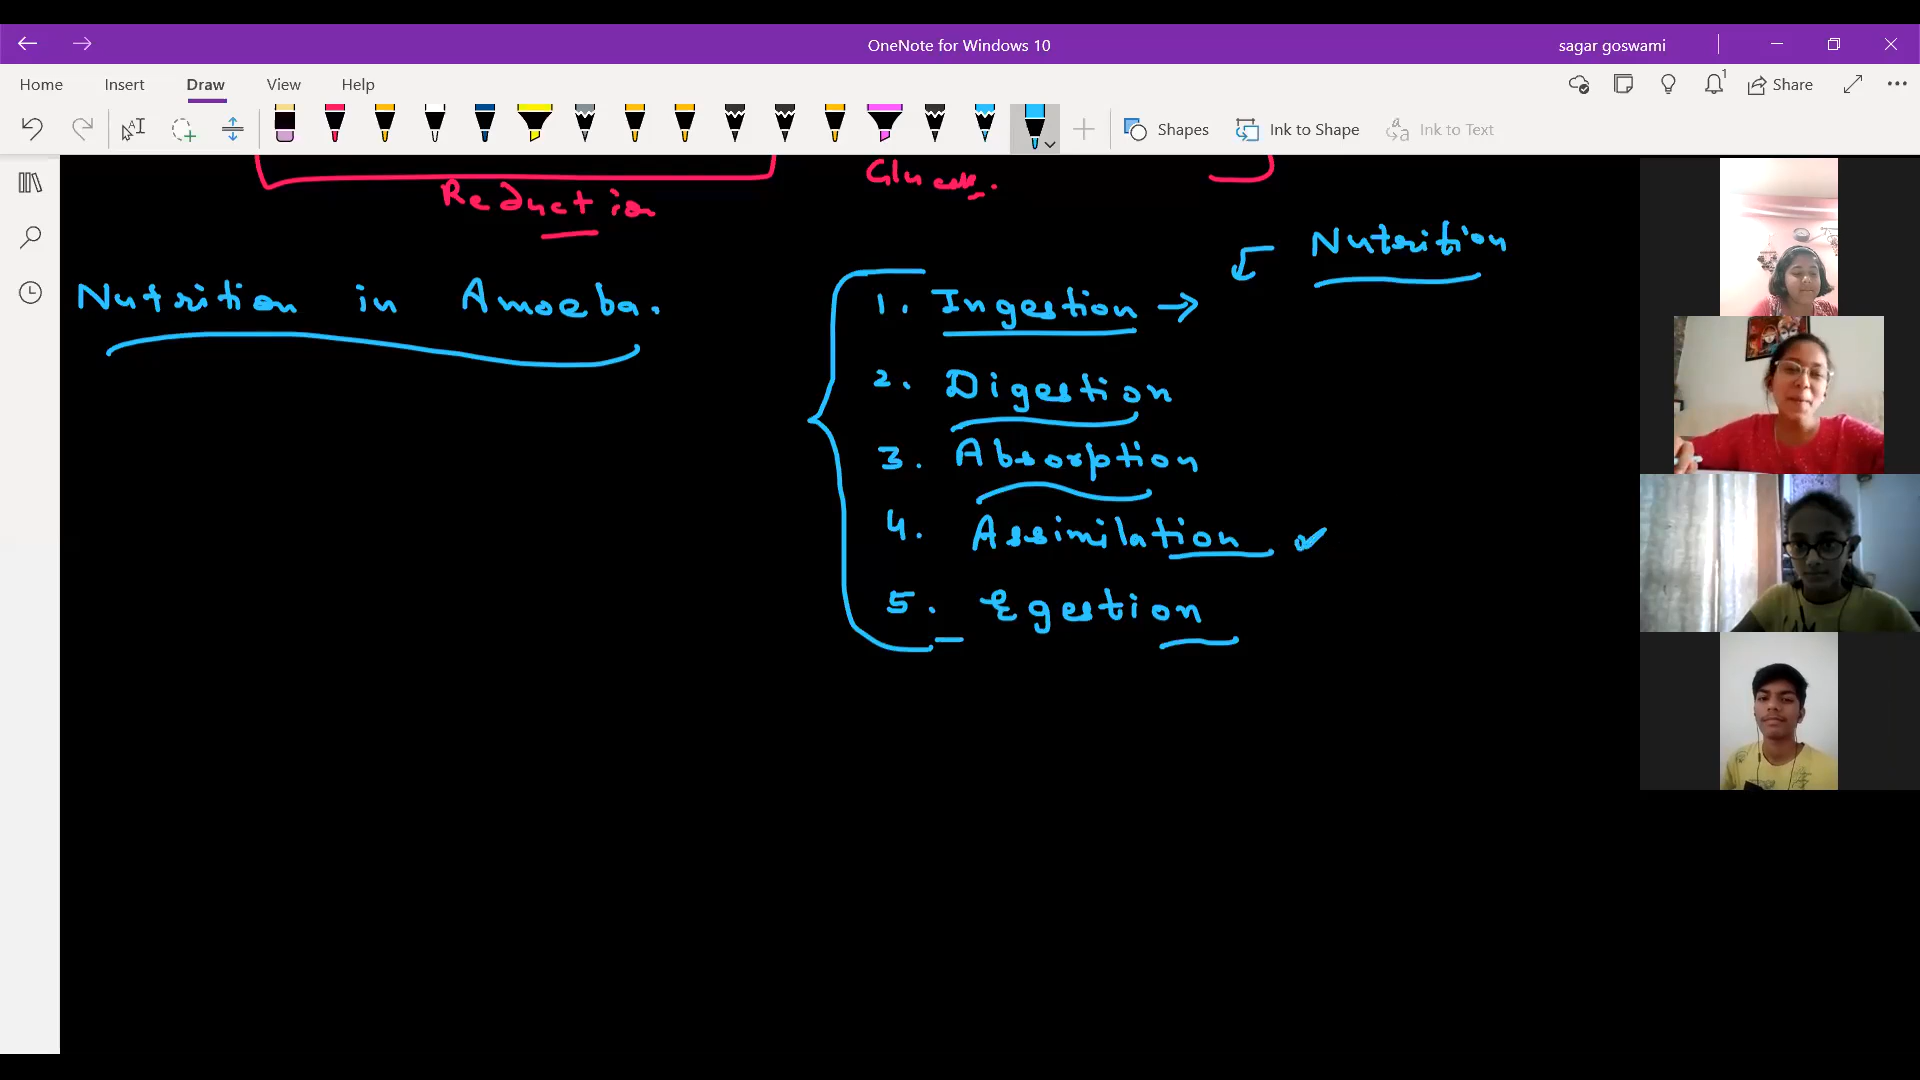 OneNote for Windows 10
sagar goswami
Home Insert Draw View Help
1
Share
Shapes
Ink to Shape
Ink to Text
Reduction
Nutrition in Amoeba.
Nutrition
1. Ingestion →
2. Digestion
3. Absorption
4. Assimilation ✓
5. Egestion